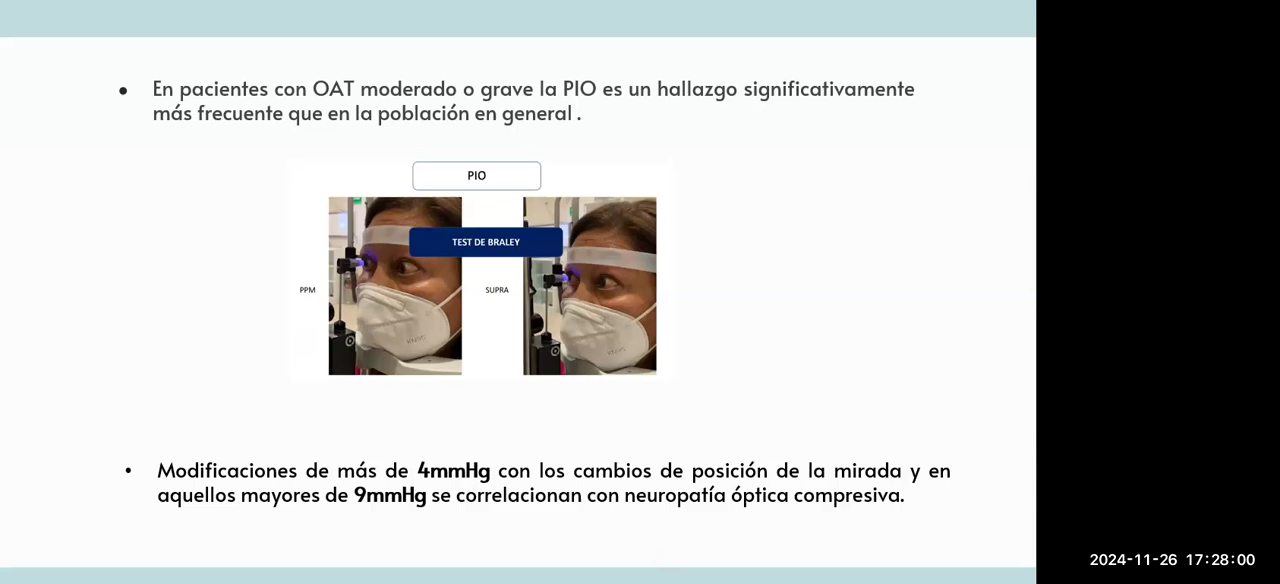 • En pacientes con OAT moderado o grave la PIO es un hallazgo significativamente
más frecuente que en la población en general .
PIO
TEST DE BRALEY
PPM
SUPRA
• Modificaciones de más de 4mmHg con los cambios de posición de la mirada y en
aquellos mayores de 9mmHg se correlacionan con neuropatía óptica compresiva.
2024-11-26 17:28:00